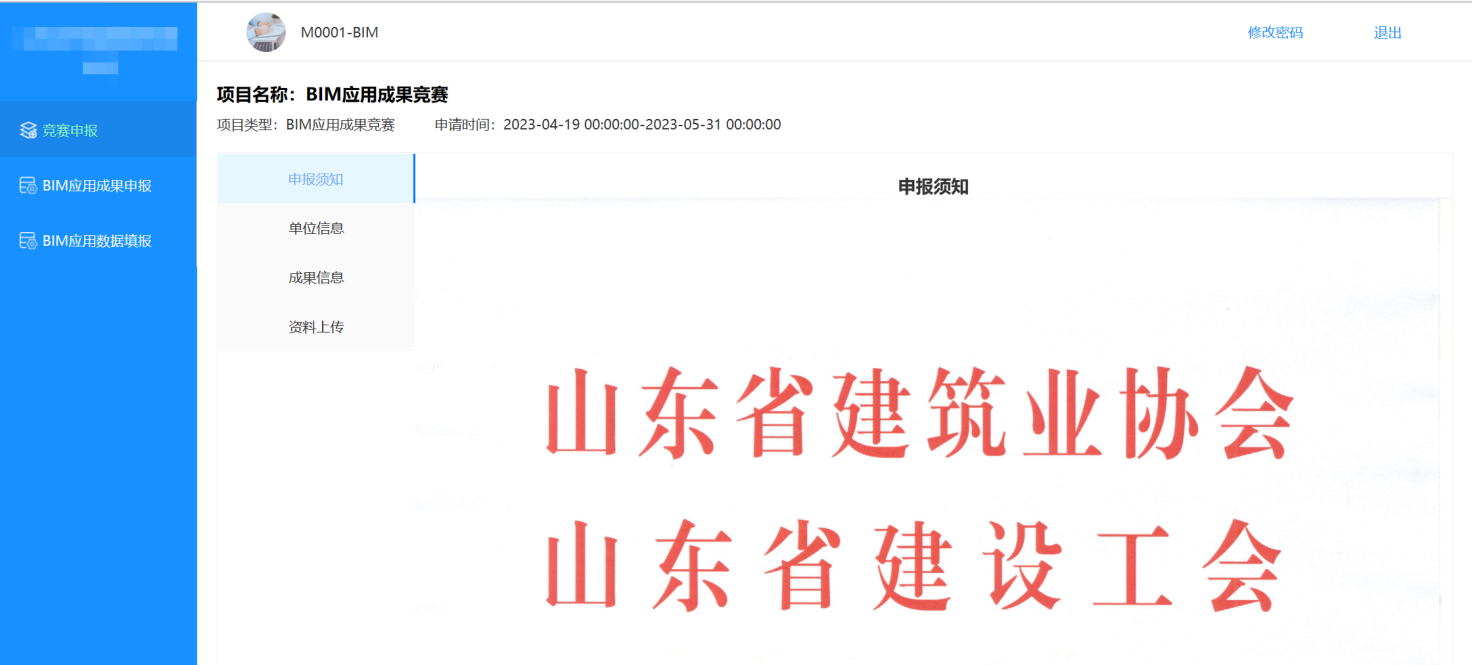 M0001-BIM
修改密码
退出
竞赛申报
BIM应用成果申报
BIM应用数据填报
项目名称：BIM应用成果竞赛
项目类型：BIM应用成果竞赛 申请时间：2023-04-19 00:00:00-2023-05-31 00:00:00
申报须知
单位信息
成果信息
资料上传
申报须知
山东省建筑业协会
山东省建设工会